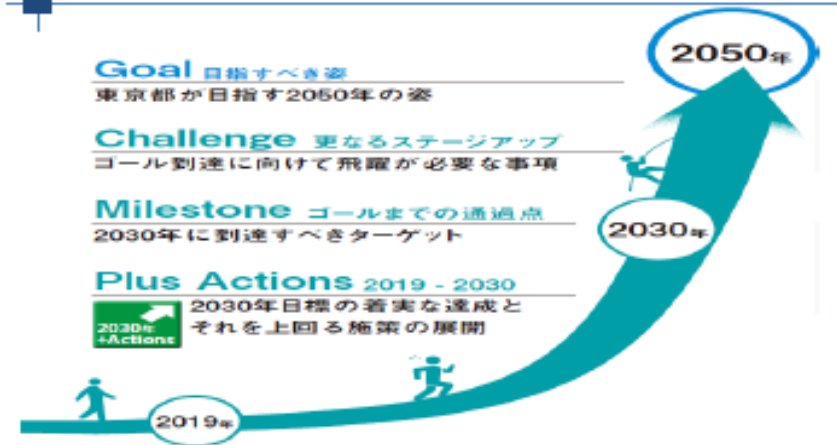 2050年
Goal 目指すべき姿
東京都が目指す2050年の姿
Challenge 更なるステージアップ
ゴール到達に向けて飛躍が必要な事項
Milestone ゴールまでの通過点
2030年に到達すべきターゲット
2030年
Plus Actions 2019 - 2030
2030年目標の着実な達成と
それを上回る施策の展開
2030年
+Actions
2019年